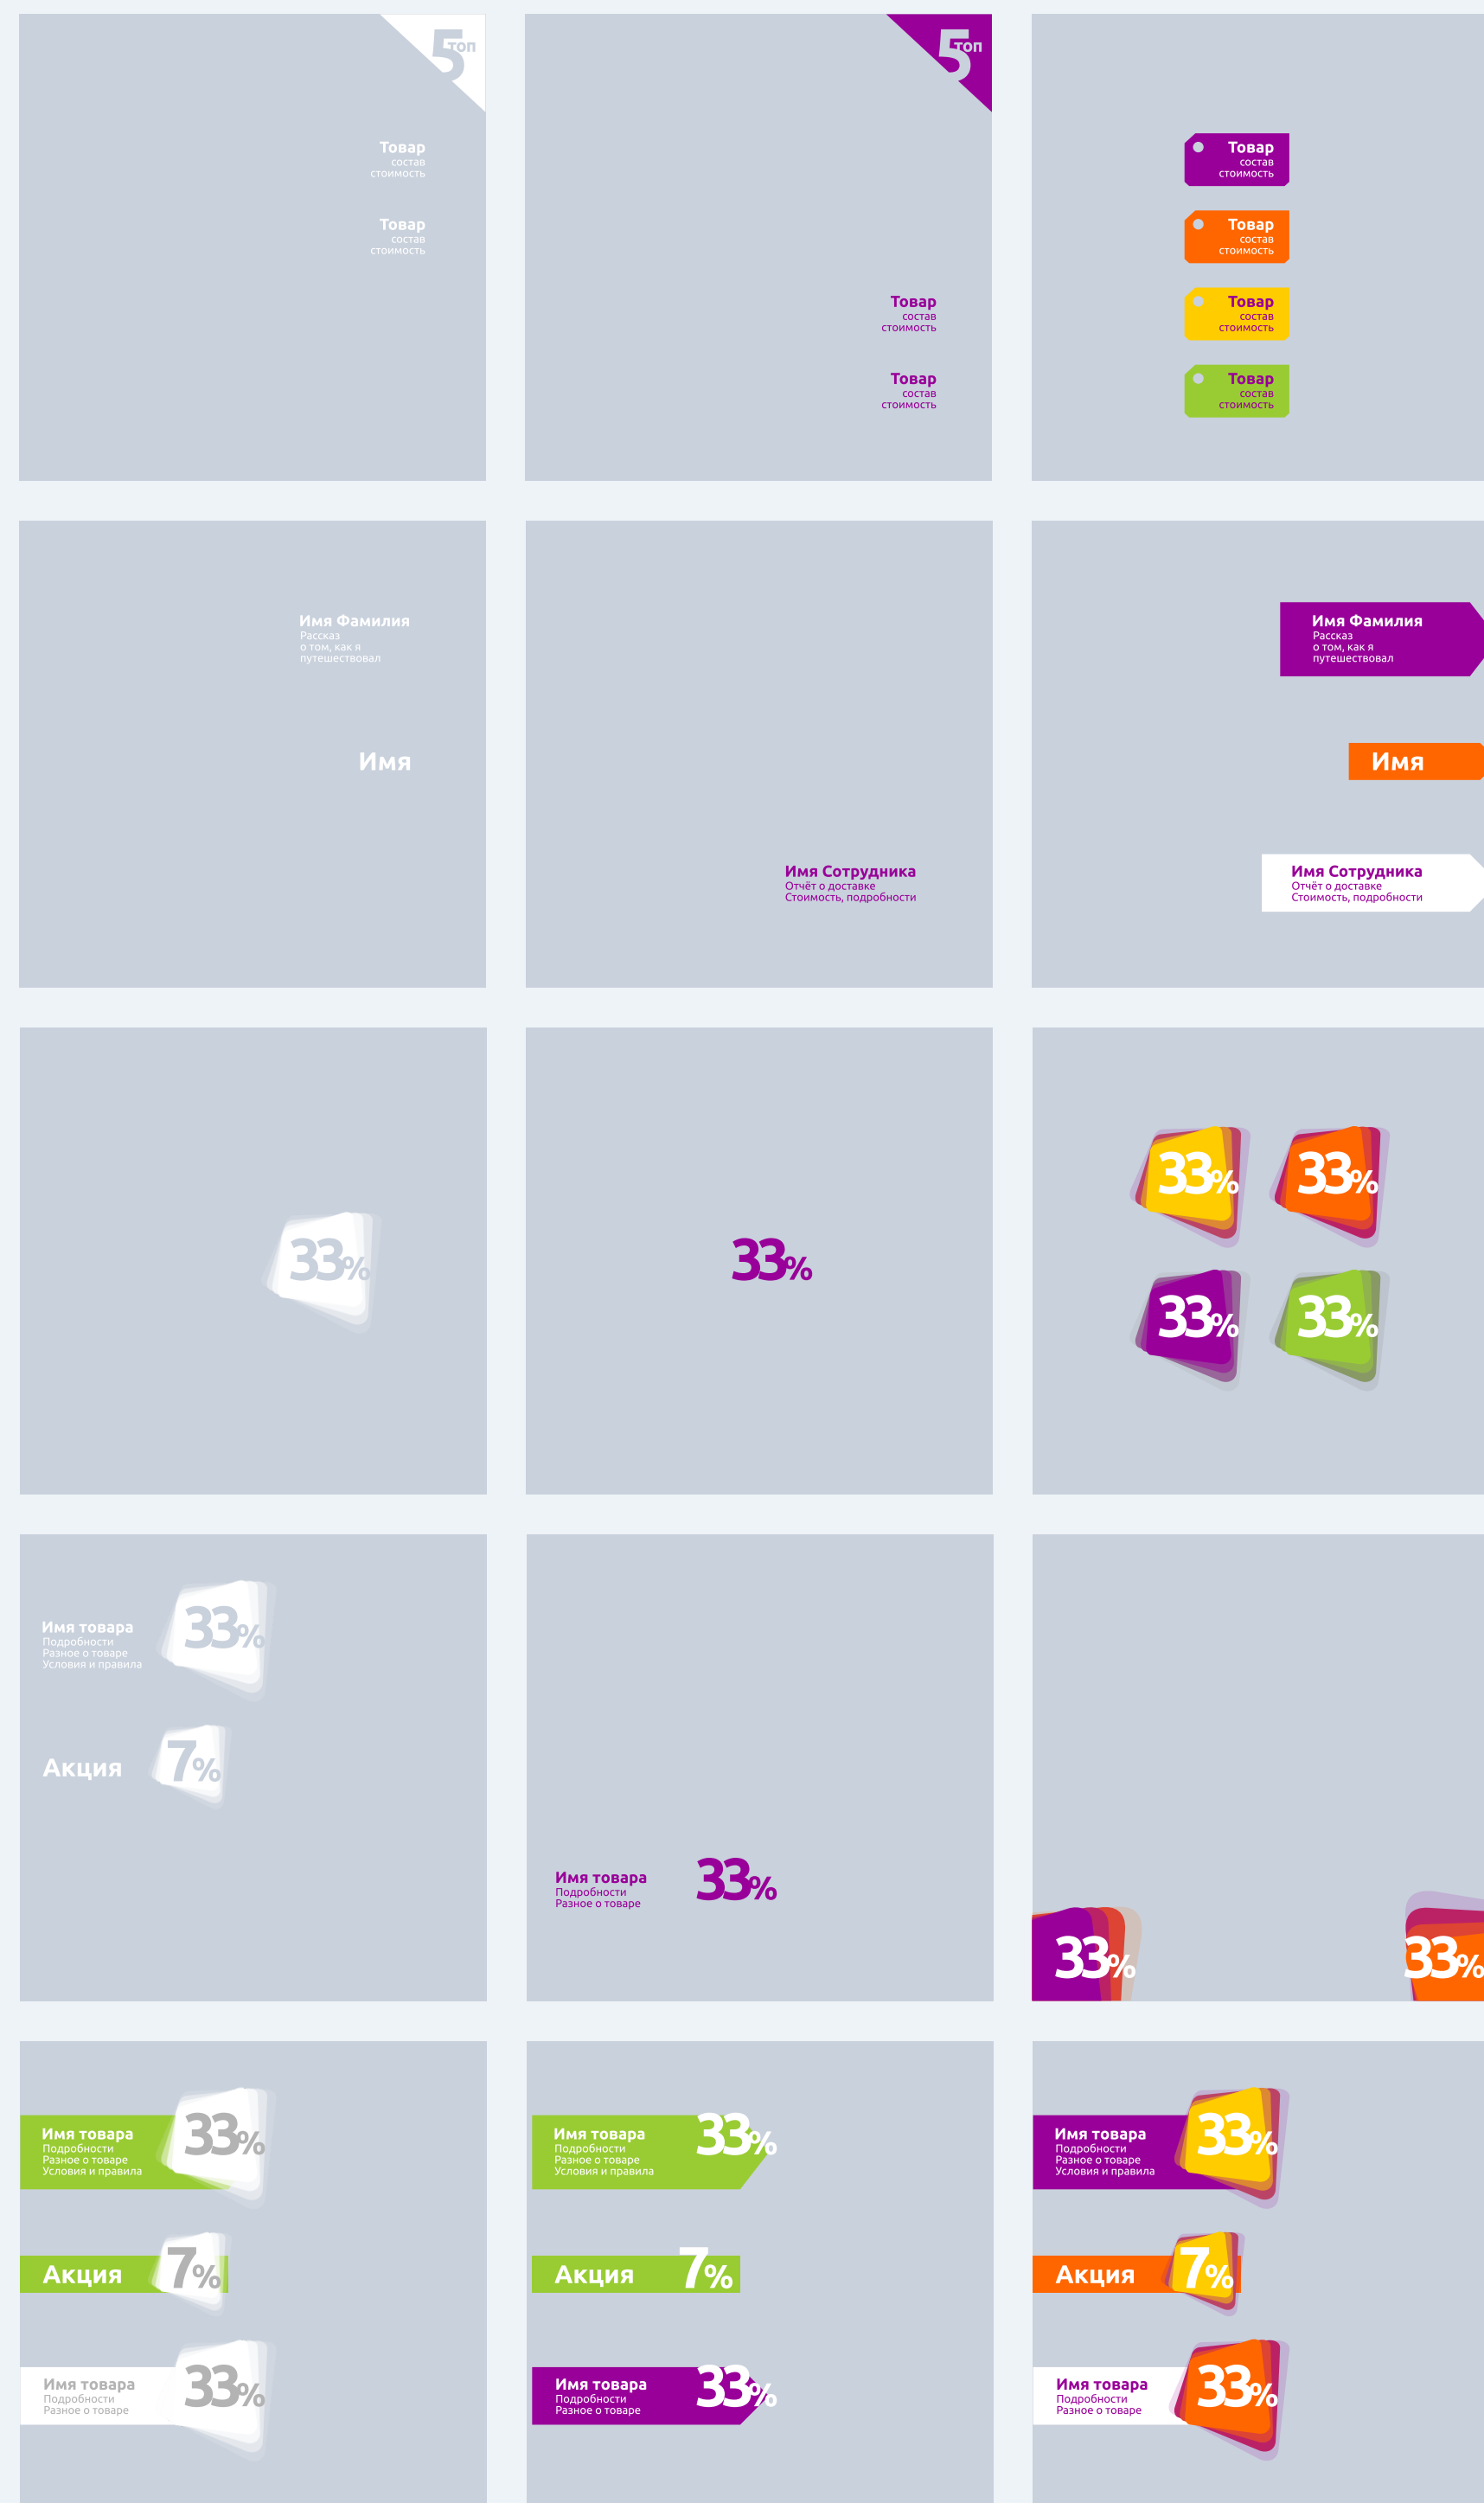 5 топ
Товар
состав
стоимость
Товар
состав
стоимость
5 топ
Товар
состав
стоимость
Товар
состав
стоимость
Товар
состав
стоимость
Товар
состав
стоимость
Товар
состав
стоимость
Товар
состав
стоимость
Имя Фамилия
Рассказ
о том, как я
путешествовал
Имя
Имя Сотрудника
Отчёт о доставке
Стоимость, подробности
Имя Фамилия
Рассказ
о том, как я
путешествовал
Имя
Имя Сотрудника
Отчёт о доставке
Стоимость, подробности
33%
33%
33%
33%
33%
33%
Имя товара
Подробности
Разное о товаре
Условия и правила
33%
Акция
7%
Имя товара
Подробности
Разное о товаре
33%
33%
33%
Имя товара
Подробности
Разное о товаре
Условия и правила
33%
Акция
7%
Имя товара
Подробности
Разное о товаре
33%
Имя товара
Подробности
Разное о товаре
Условия и правила
33%
Акция
7%
Имя товара
Подробности
Разное о товаре
33%
Имя товара
Подробности
Разное о товаре
Условия и правила
33%
Акция
7%
Имя товара
Подробности
Разное о товаре
33%